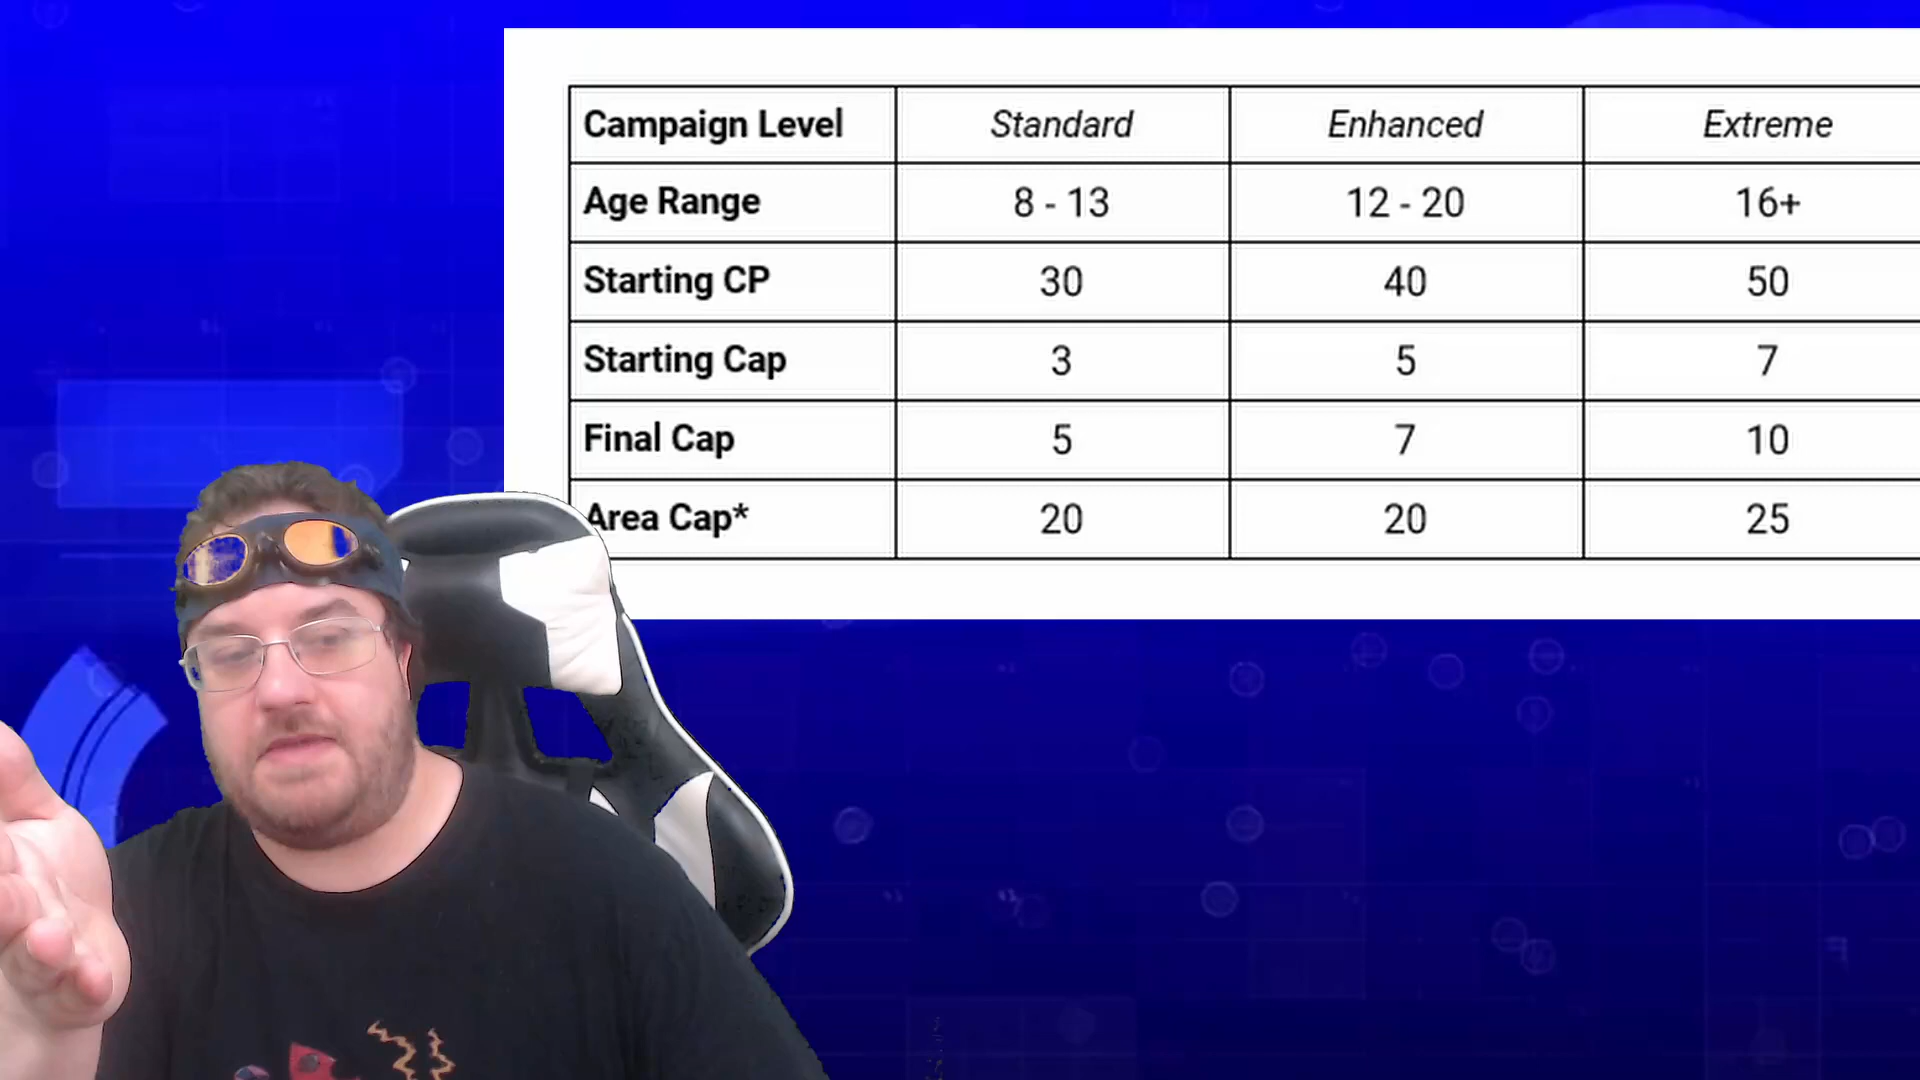 Campaign Level Standard Enhanced Extreme
Age Range 8 - 13 12 - 20 16+
Starting CP 30 40 50
Starting Cap 3 5 7
Final Cap 5 7 10
Area Cap* 20 20 25